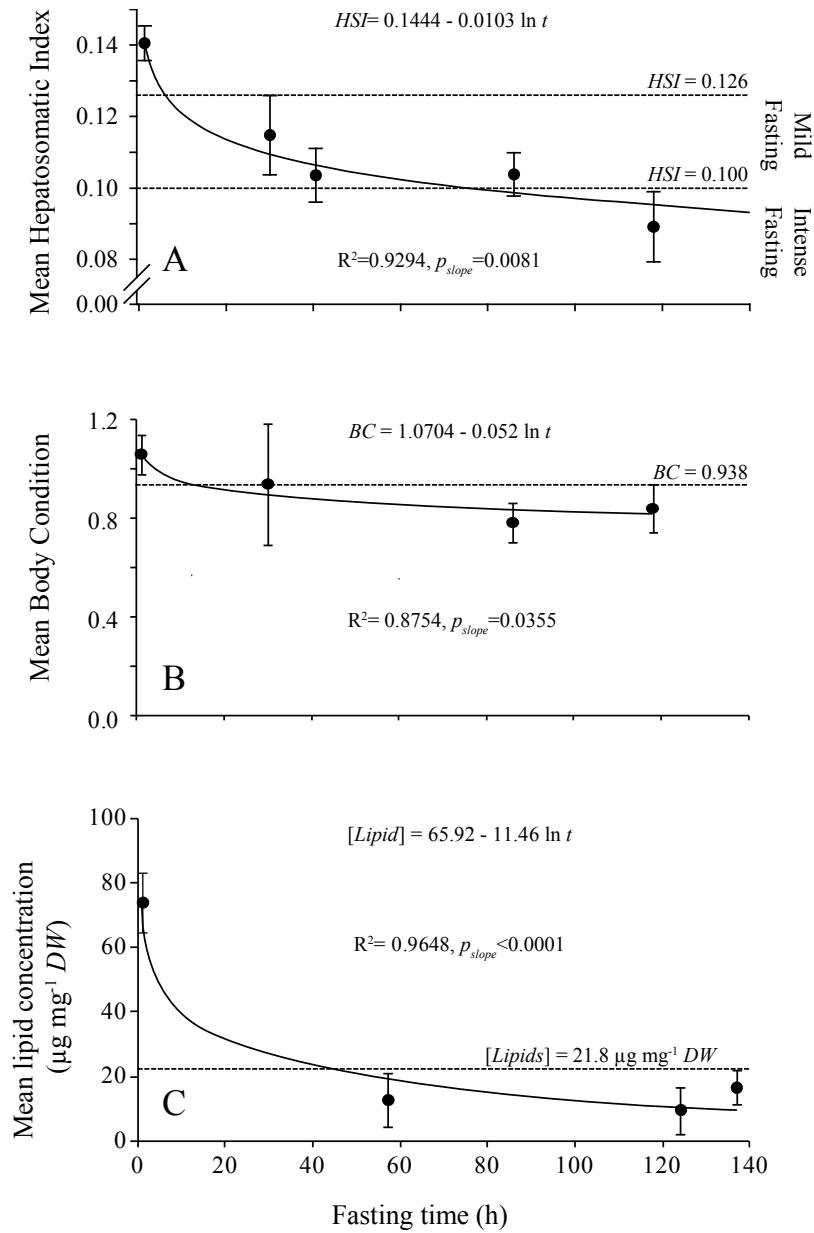 HSI= 0.1444 - 0.0103 ln t
0.14
HSI = 0.126
0.12
Mild
Fasting
HSI = 0.100
0.10
Intense
Fasting
0.08
A
R²=0.9294, pslope=0.0081
0.00
Mean Hepatosomatic Index
1.2
BC = 1.0704 - 0.052 ln t
BC = 0.938
0.8
0.4
R²= 0.8754, pslope=0.0355
B
0.0
Mean Body Condition
100
[Lipid] = 65.92 - 11.46 ln t
80
R²= 0.9648, pslope<0.0001
60
40
[Lipids] = 21.8 µg mg⁻¹ DW
20
C
0
Mean lipid concentration
(µg mg⁻¹ DW)
0 20 40 60 80 100 120 140
Fasting time (h)